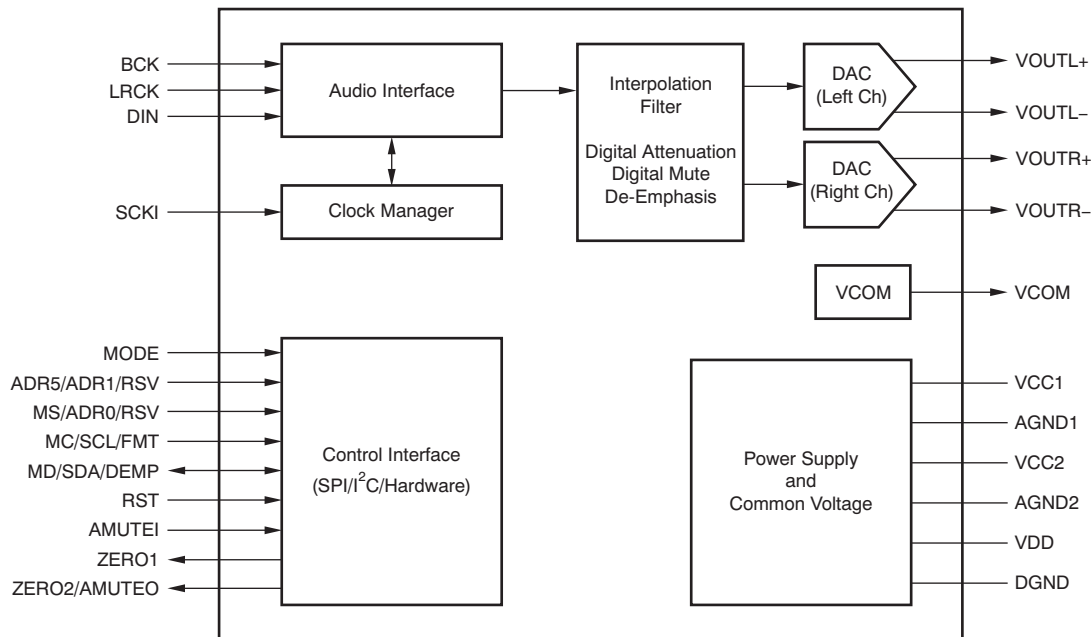 BCK
LRCK
DIN
SCKI
Audio Interface
Clock Manager
Interpolation
Filter
Digital Attenuation
Digital Mute
De-Emphasis
DAC
(Left Ch)
DAC
(Right Ch)
VOUTL+
VOUTL−
VOUTR+
VOUTR−
VCOM
VCOM
MODE
ADR5/ADR1/RSV
MS/ADR0/RSV
MC/SCL/FMT
MD/SDA/DEMP
RST
AMUTEI
ZERO1
ZERO2/AMUTEO
Control Interface
(SPI/I²C/Hardware)
Power Supply
and
Common Voltage
VCC1
AGND1
VCC2
AGND2
VDD
DGND